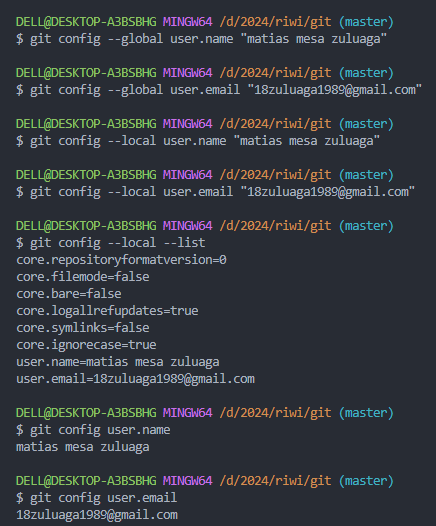 DELL@DESKTOP-A3BSBHG MINGW64 /d/2024/riwi/git (master)
$ git config --global user.name "matias mesa zuluaga"
DELL@DESKTOP-A3BSBHG MINGW64 /d/2024/riwi/git (master)
$ git config --global user.email "18zuluaga1989@gmail.com"
DELL@DESKTOP-A3BSBHG MINGW64 /d/2024/riwi/git (master)
$ git config --local user.name "matias mesa zuluaga"
DELL@DESKTOP-A3BSBHG MINGW64 /d/2024/riwi/git (master)
$ git config --local user.email "18zuluaga1989@gmail.com"
DELL@DESKTOP-A3BSBHG MINGW64 /d/2024/riwi/git (master)
$ git config --local --list
core.repositoryformatversion=0
core.filemode=false
core.bare=false
core.logallrefupdates=true
core.symlinks=false
core.ignorecase=true
user.name=matias mesa zuluaga
user.email=18zuluaga1989@gmail.com
DELL@DESKTOP-A3BSBHG MINGW64 /d/2024/riwi/git (master)
$ git config user.name
matias mesa zuluaga
DELL@DESKTOP-A3BSBHG MINGW64 /d/2024/riwi/git (master)
$ git config user.email
18zuluaga1989@gmail.com